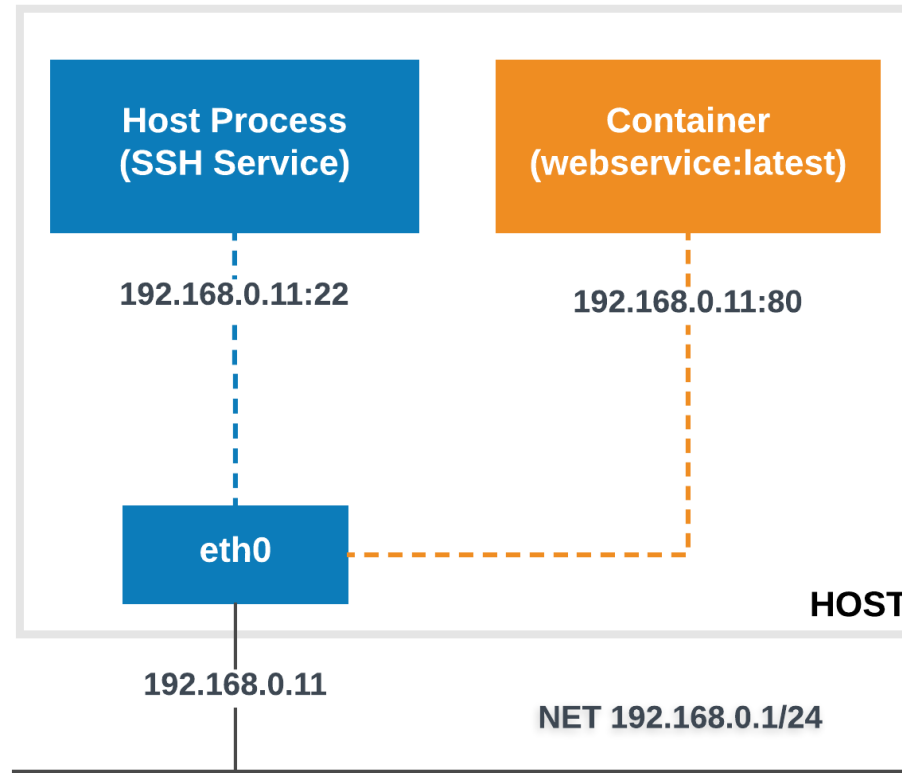 Host Process
(SSH Service)
Container
(webservice:latest)
192.168.0.11:22
192.168.0.11:80
eth0
HOST
192.168.0.11
NET 192.168.0.1/24